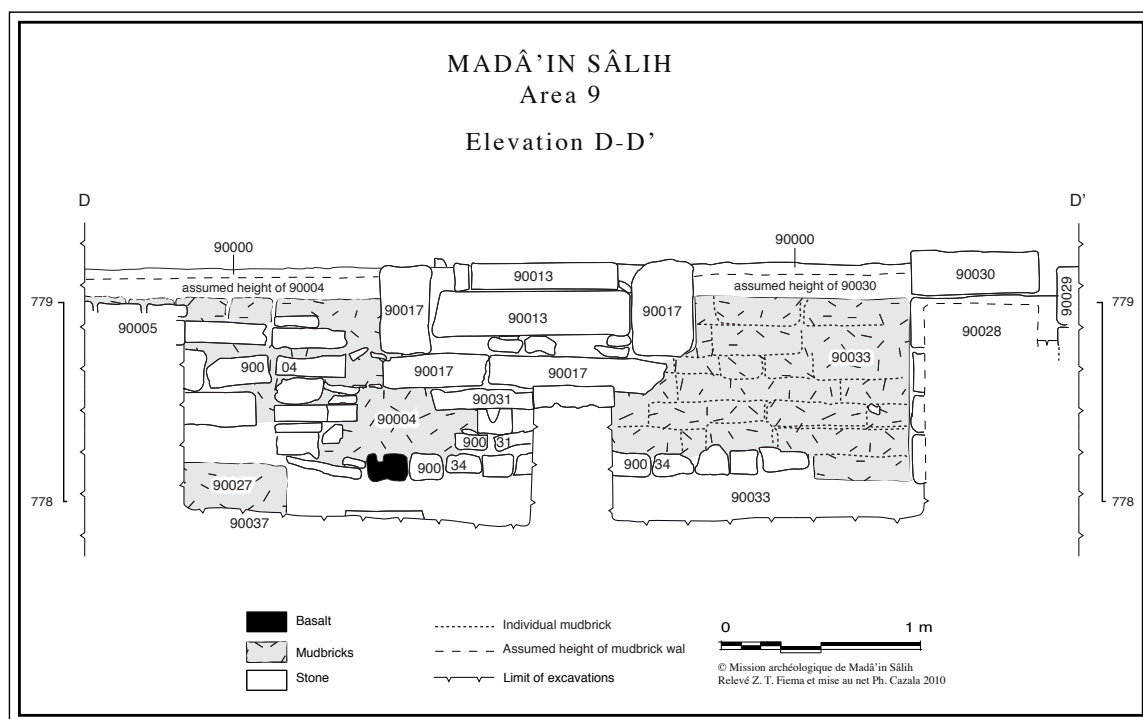 MADÂ'IN SÂLIH
Area 9
Elevation D-D'
D D'
90000 90000
90013 90030
assumed height of 90004 assumed height of 90030 90029
779 90005 90017 90013 90017 90028 779
90033
900 04 90017 90017
90031
90004
900 31
900 34 900 34
90027
778 90033 778
90037
Basalt
Mudbricks
Stone
Individual mudbrick
Assumed height of mudbrick wal
Limit of excavations
0 1 m
© Mission archéologique de Madâ'in Sâlih
Relevé Z. T. Fiema et mise au net Ph. Cazala 2010